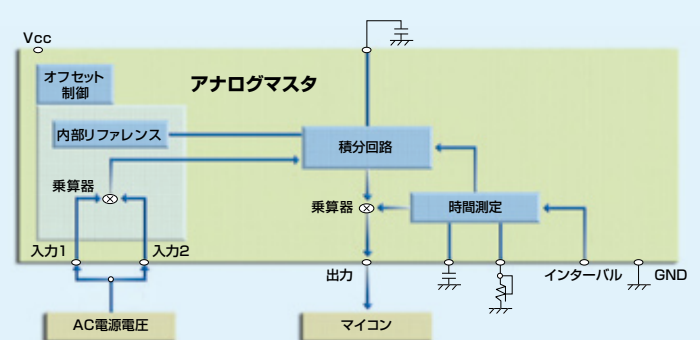 Vcc
オフセット
制御
アナログマスタ
内部リファレンス
積分回路
乗算器
乗算器
時間測定
入力1
入力2
出力
インターバル
GND
AC電源電圧
マイコン